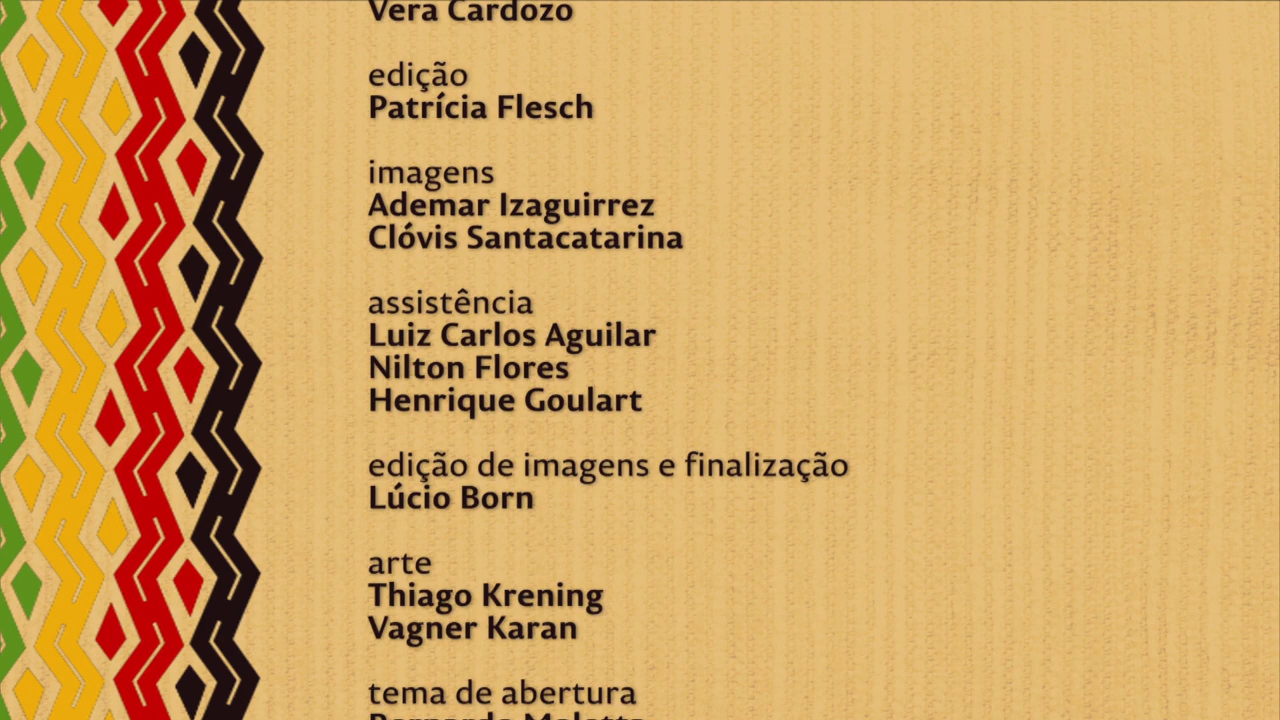 Vera Cardozo
edição
Patrícia Flesch
imagens
Ademar Izaguirrez
Clóvis Santacatarina
assistência
Luiz Carlos Aguilar
Nilton Flores
Henrique Goulart
edição de imagens e finalização
Lúcio Born
arte
Thiago Krening
Vagner Karan
tema de abertura